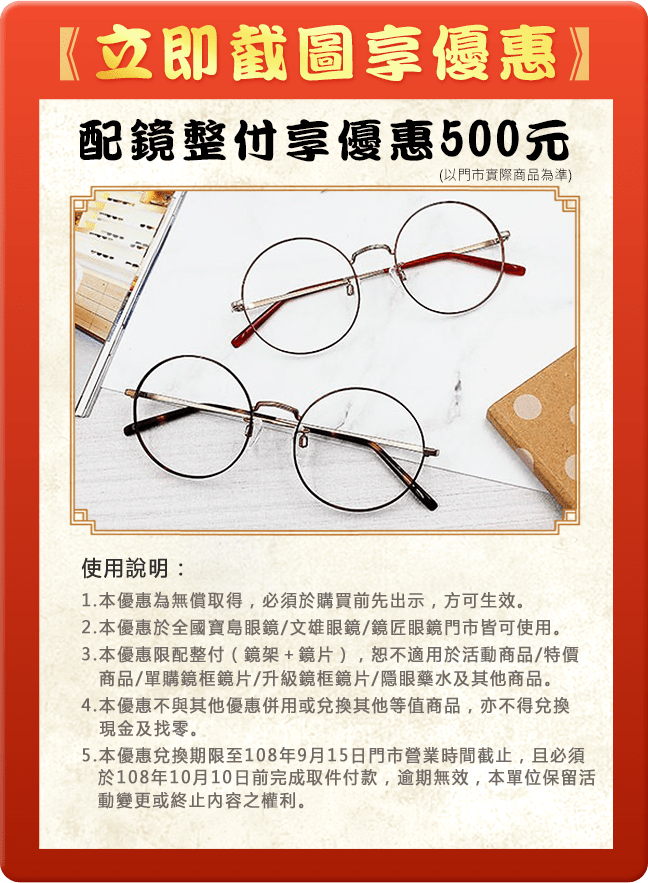 《立即截圖享優惠》
配鏡整付享優惠500元
(以門市實際商品為準)
使用說明：
1.本優惠為無償取得，必須於購買前先出示，方可生效。
2.本優惠於全國寶島眼鏡/文雄眼鏡/鏡匠眼鏡門市皆可使用。
3.本優惠限配整付（鏡架＋鏡片），恕不適用於活動商品/特價
商品/單購鏡框鏡片/升級鏡框鏡片/隱眼藥水及其他商品。
4.本優惠不與其他優惠併用或兌換其他等值商品，亦不得兌換
現金及找零。
5.本優惠兌換期限至108年9月15日門市營業時間截止，且必須
於108年10月10日前完成取件付款，逾期無效，本單位保留活
動變更或終止內容之權利。